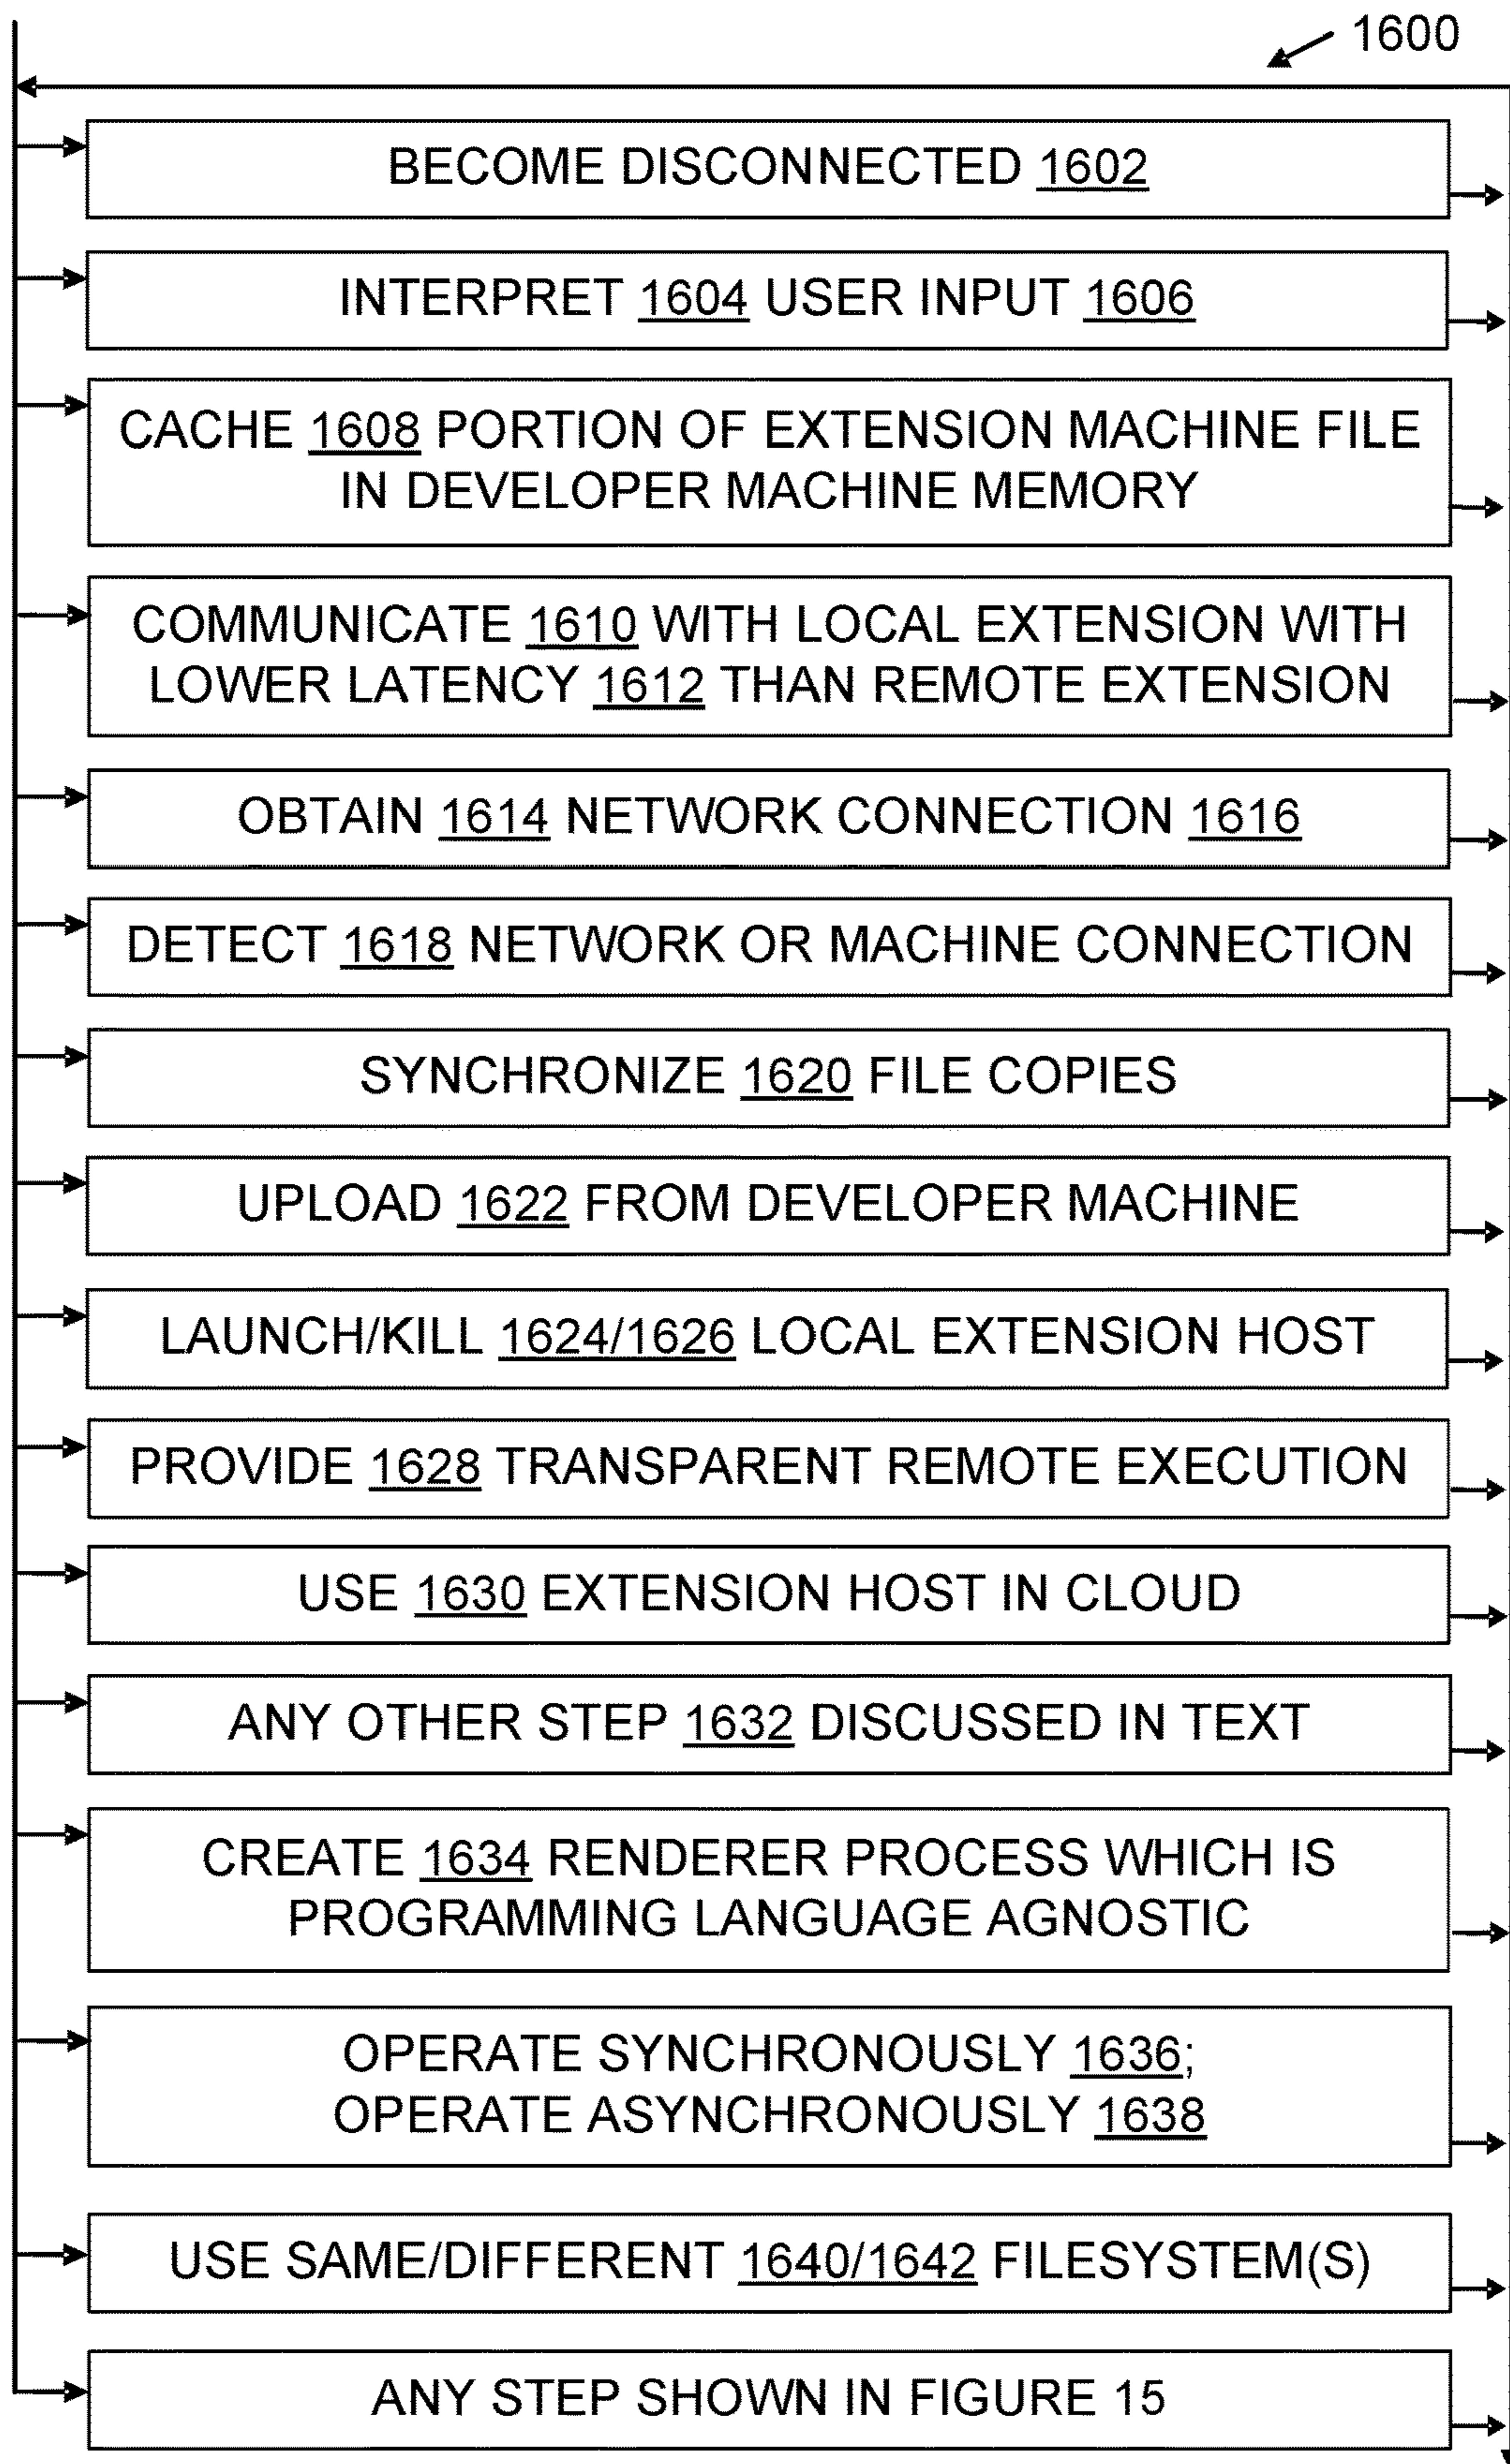 1600
BECOME DISCONNECTED 1602
INTERPRET 1604 USER INPUT 1606
CACHE 1608 PORTION OF EXTENSION MACHINE FILE
IN DEVELOPER MACHINE MEMORY
COMMUNICATE 1610 WITH LOCAL EXTENSION WITH
LOWER LATENCY 1612 THAN REMOTE EXTENSION
OBTAIN 1614 NETWORK CONNECTION 1616
DETECT 1618 NETWORK OR MACHINE CONNECTION
SYNCHRONIZE 1620 FILE COPIES
UPLOAD 1622 FROM DEVELOPER MACHINE
LAUNCH/KILL 1624/1626 LOCAL EXTENSION HOST
PROVIDE 1628 TRANSPARENT REMOTE EXECUTION
USE 1630 EXTENSION HOST IN CLOUD
ANY OTHER STEP 1632 DISCUSSED IN TEXT
CREATE 1634 RENDERER PROCESS WHICH IS
PROGRAMMING LANGUAGE AGNOSTIC
OPERATE SYNCHRONOUSLY 1636;
OPERATE ASYNCHRONOUSLY 1638
USE SAME/DIFFERENT 1640/1642 FILESYSTEM(S)
ANY STEP SHOWN IN FIGURE 15